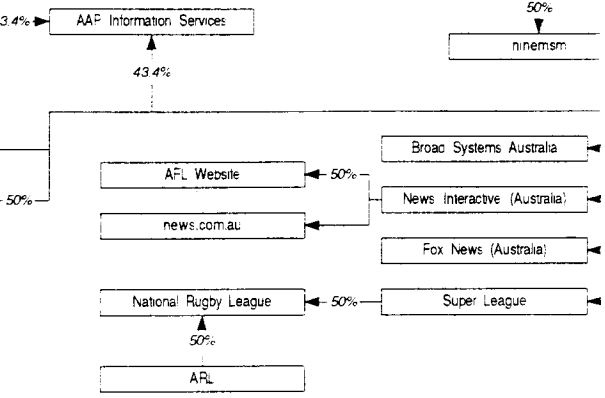 50%
3.4%
AAP Information Services
ninemsm
43.4%
Broad Systems Australia
AFL Website
50%
50%
News Interactive (Australia)
news.com.au
Fox News (Australia)
National Rugby League
50%
Super League
50%
ARL